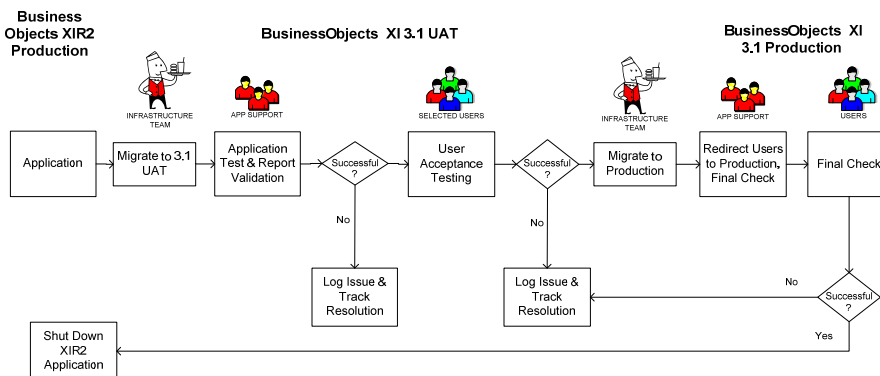 Business
Objects XIR2
Production
BusinessObjects XI 3.1 UAT
BusinessObjects XI
3.1 Production
INFRASTRUCTURE
TEAM
APP SUPPORT
SELECTED USERS
INFRASTRUCTURE
TEAM
APP SUPPORT
USERS
Application
Migrate to 3.1
UAT
Application
Test & Report
Validation
Successful
?
User
Acceptance
Testing
Successful
?
Migrate to
Production
Redirect Users
to Production,
Final Check
Final Check
No
No
Log Issue &
Track
Resolution
Log Issue &
Track
Resolution
No
Successful
?
Yes
Shut Down
XIR2
Application